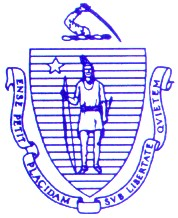 ENSE PETIT
PLACIDAM
SVB LIBERTATE
QVIETEM